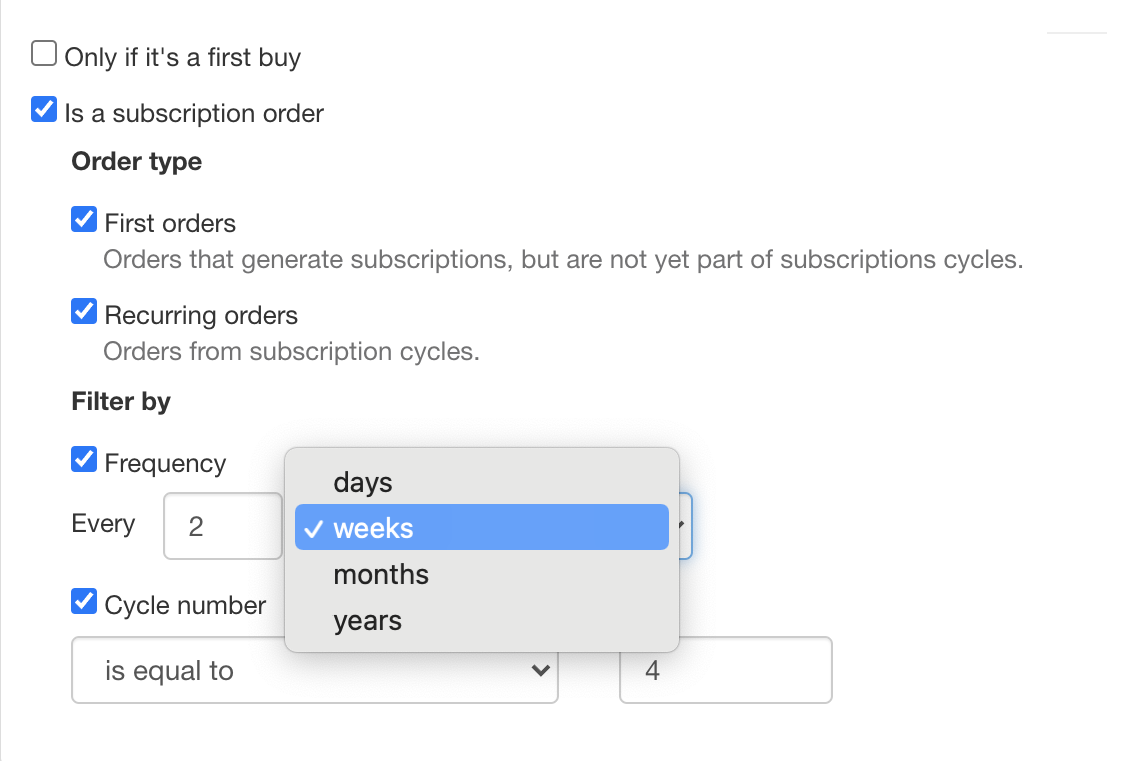 Only if it's a first buy
Is a subscription order
Order type
First orders
Orders that generate subscriptions, but are not yet part of subscriptions cycles.
Recurring orders
Orders from subscription cycles.
Filter by
Frequency
days
Every 2
weeks
months
Cycle number
years
is equal to 4